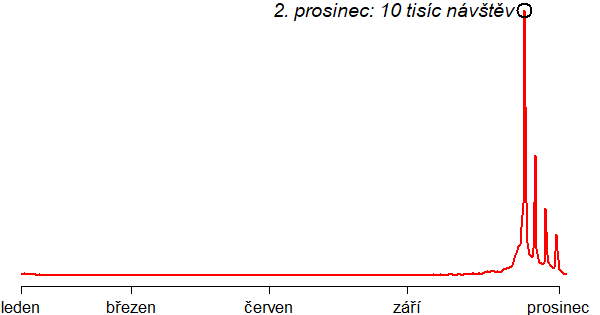 2. prosinec: 10 tisíc návštěv
leden březen červen září prosinec